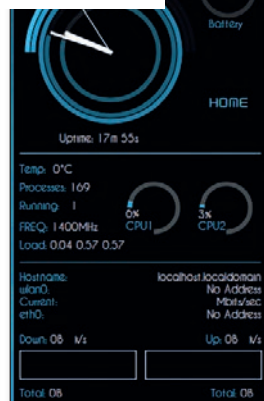 Battery
HOME
Uptime: 17m 55s
Temp: 0°C
Processes: 169
Running: 1
0% 3%
FREQ: 1400MHz CPU1 CPU2
Load: 0.04 0.57 0.57
Hostname: localhost.localdomain
wlan0: No Address
Current: Mbits/sec
eth0: No Address
Down: 0B k/s Up: 0B k/s
Total: 0B Total: 0B